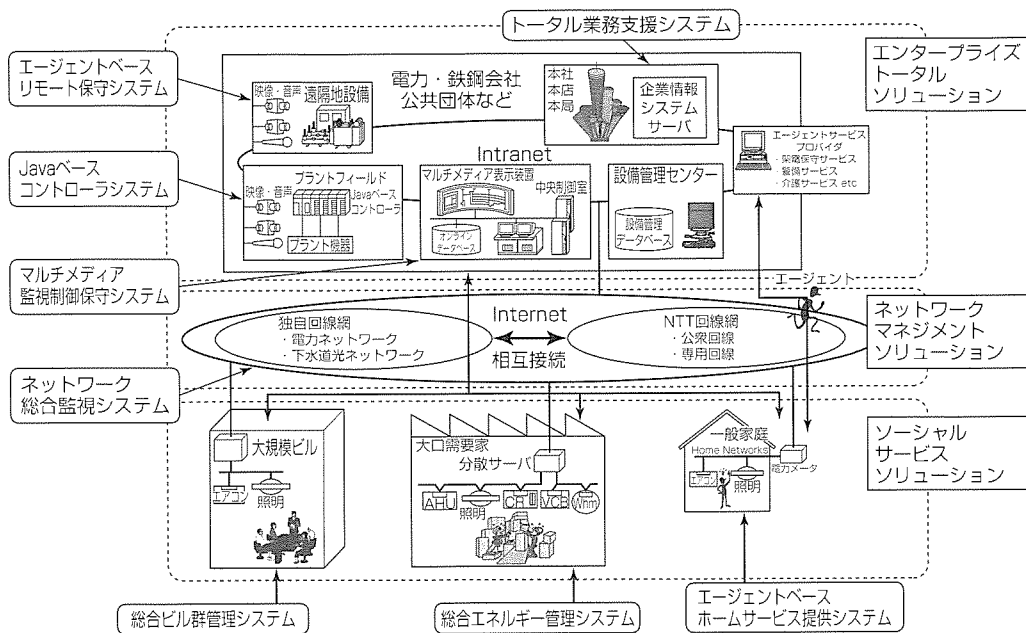 トータル業務支援システム
エージェントベース
リモート保守システム
エンタープライズ
トータル
ソリューション
映像・音声
遠隔地設備
電力・鉄鋼会社
公共団体など
本社
本店
本局
企業情報
システム
サーバ
エージェントサービス
プロバイダ
・架電保守サービス
・警備サービス
・介護サービス etc
Intranet
Javaベース
コントローラシステム
プラントフィールド
映像・音声
Javaベース
コントローラ
プラント機器
マルチメディア表示装置
中央制御室
オンライン
データベース
設備管理センター
設備管理
データベース
マルチメディア
監視制御保守システム
エージェント
Internet
独自回線網
・電力ネットワーク
・下水道光ネットワーク
相互接続
NTT回線網
・公衆回線
・専用回線
ネットワーク
マネジメント
ソリューション
ネットワーク
総合監視システム
大規模ビル
エアコン
照明
大口需要家
分散サーバ
AHU
照明
CR
VCB
Whm
一般家庭
Home Networks
エアコン
照明
電力メータ
ソーシャル
サービス
ソリューション
総合ビル群管理システム
総合エネルギー管理システム
エージェントベース
ホームサービス提供システム